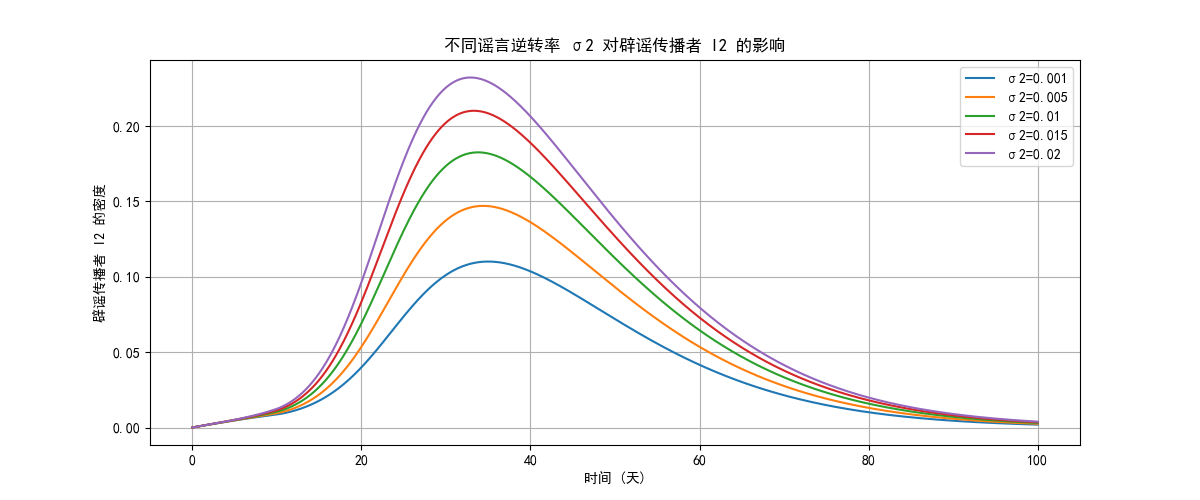 不同谣言逆转率 σ2 对辟谣传播者 I2 的影响
σ2=0.001
σ2=0.005
σ2=0.01
σ2=0.015
σ2=0.02
辟谣传播者 I2 的密度
0.20
0.15
0.10
0.05
0.00
0 20 40 60 80 100
时间 (天)